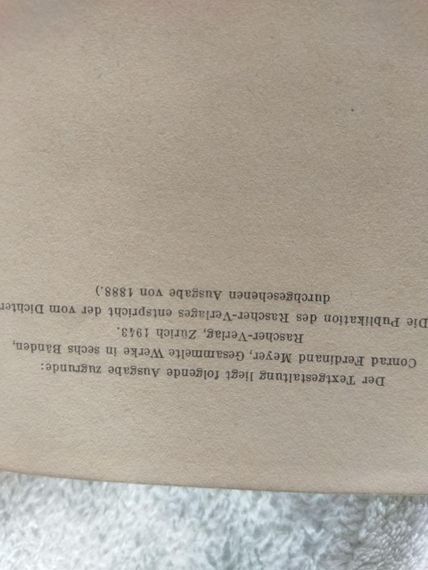 Der Textgestaltung liegt folgende Ausgabe zugrunde:
Conrad Ferdinand Meyer, Gesammelte Werke in sechs Bänden,
Rascher-Verlag, Zürich 1943.
(Die Publikation des Rascher-Verlages entspricht der vom Dichter
durchgesehenen Ausgabe von 1888.)